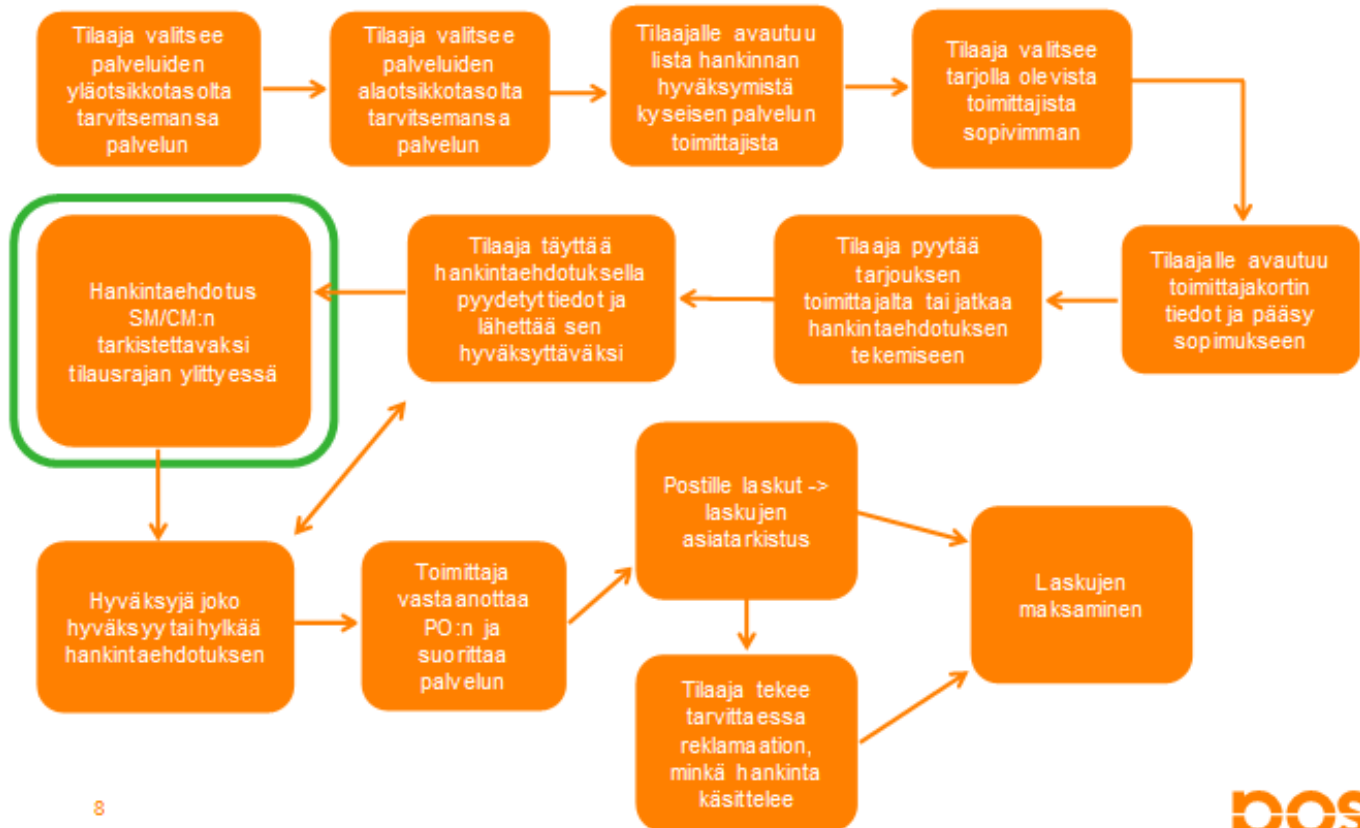 Tilaaja valitsee
palveluiden
yläotsikkotasolta
tarvitsemansa
palvelun
Tilaaja valitsee
palveluiden
alaotsikkotasolta
tarvitsemansa
palvelun
Tilaajalle avautuu
lista hankinnan
hyväksymistä
kyseisen palvelun
toimittajista
Tilaaja valitsee
tarjolla olevista
toimittajista
sopivimman
Tilaajalle avautuu
toimittajakortin
tiedot ja pääsy
sopimukseen
Tilaaja pyytää
tarjouksen
toimittajalta tai jatkaa
hankintaehdotuksen
tekemiseen
Tilaaja täyttää
hankintaehdotuksella
pyydetyt tiedot ja
lähettää sen
hyväksyttäväksi
Hankintaehdotus
SM/CM:n
tarkistettavaksi
tilausrajan ylittyessä
Hyväksyjä joko
hyväksyy tai hylkää
hankintaehdotuksen
Toimittaja
vastaanottaa
PO:n ja
suorittaa
palvelun
Postille laskut ->
laskujen
asiatarkistus
Tilaaja tekee
tarvittaessa
reklamaation,
minkä hankinta
käsittelee
Laskujen
maksaminen
8
pos